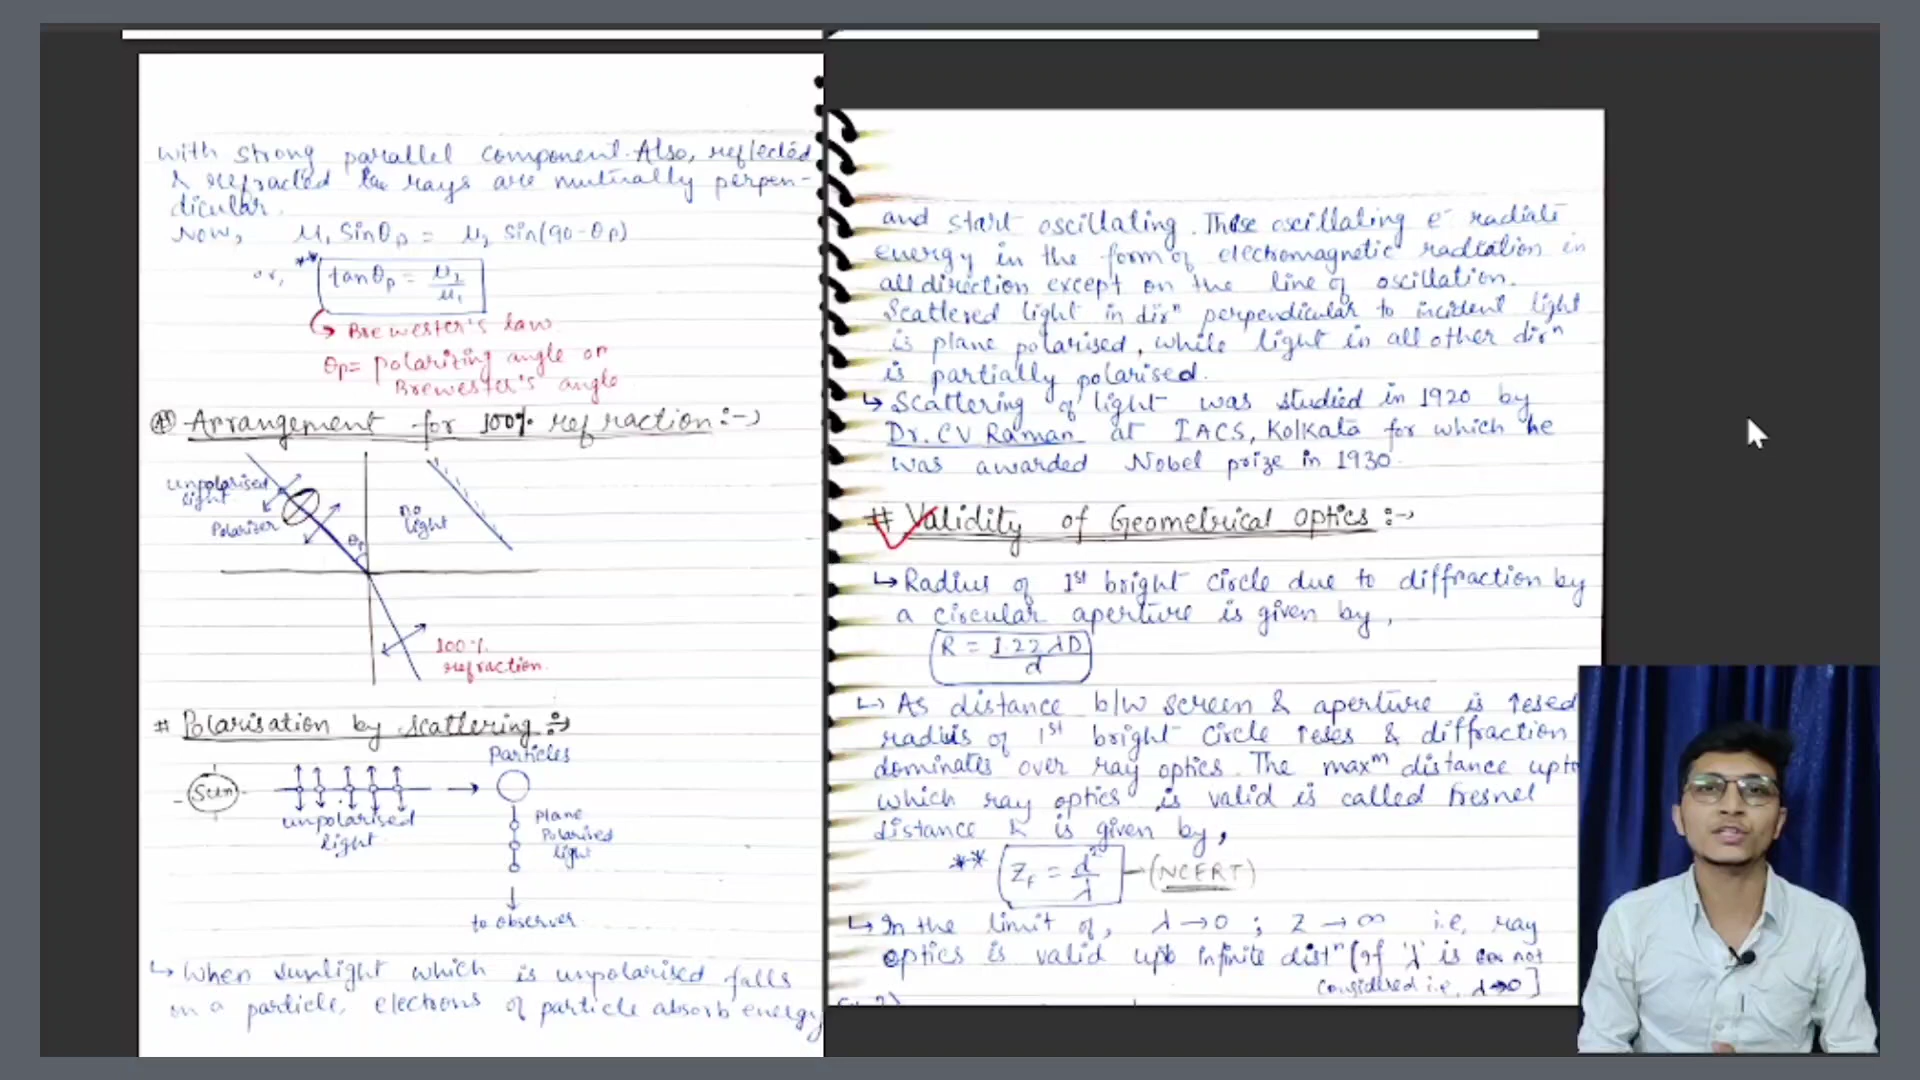 with strong parallel component. Also, reflected
& refracted rays are mutually perpen-
dicular.
Now, μ₁ Sinθp = μ₂ sin(90-θp)
or, ** tanθp = μ₂/μ₁
↳ Brewester's law
θp= polarizing angle or
Brewester's angle
Arrangement for 100% refraction :->
unpolarised
light
Polariser
θp
no
light
100%
refraction.
# Polarisation by scattering :->
Particles
Sun
unpolarised
light
Plane
Polarised
light
to observer
↳ When sunlight which is unpolarised falls
on a particle, electrons of particle absorb energy
and start oscillating. These oscillating e⁻ radiate
energy in the form of electromagnetic radiation in
all direction except on the line of oscillation.
Scattered light in dirⁿ perpendicular to incident light
is plane polarised, while light in all other dirⁿ
is partially polarised.
↳ Scattering of light was studied in 1920 by
Dr. CV Raman at IACS, Kolkata for which he
was awarded Nobel prize in 1930.
# Validity of Geometrical optics :->
↳ Radius of 1st bright circle due to diffraction by
a circular aperture is given by,
R = 1.22λD/d
↳ As distance b/w screen & aperture is ↑esed
radius of 1st bright circle ↑eses & diffraction
dominates over ray optics. The maxᵐ distance upto
which ray optics is valid is called fresnel
distance & is given by,
** Z_F = d²/λ - (NCERT)
↳ In the limit of, λ→0 ; Z→∞ i.e, ray
optics is valid upto infinite distⁿ [if 'λ' is not
considered i.e, λ→0]